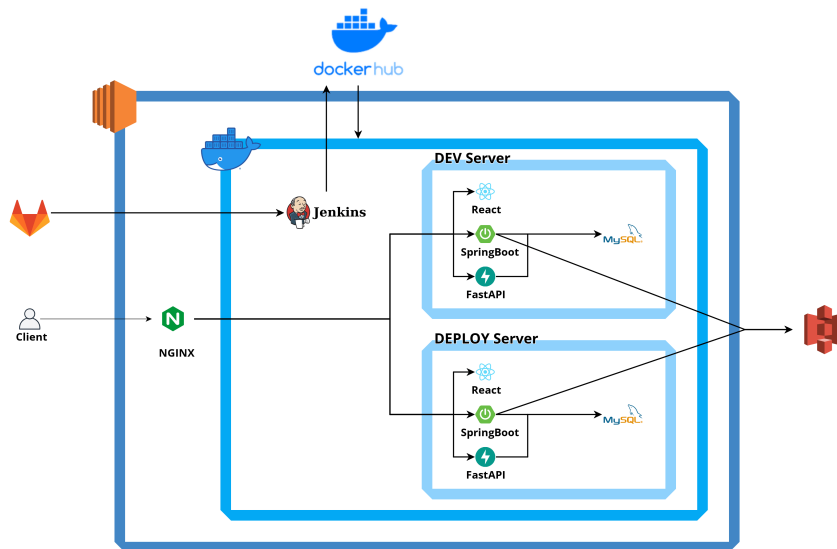 docker hub
DEV Server
React
Jenkins
SpringBoot
MySQL
FastAPI
Client
NGINX
DEPLOY Server
React
SpringBoot
MySQL
FastAPI